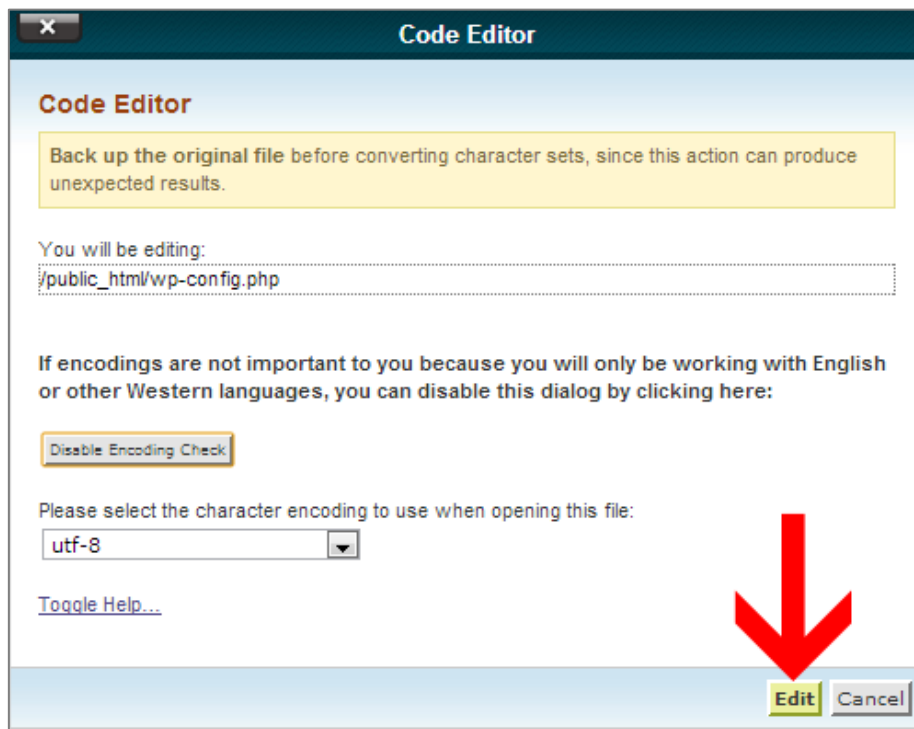 Code Editor
Code Editor
Back up the original file before converting character sets, since this action can produce
unexpected results.
You will be editing:
/public_html/wp-config.php
If encodings are not important to you because you will only be working with English
or other Western languages, you can disable this dialog by clicking here:
Disable Encoding Check
Please select the character encoding to use when opening this file:
utf-8
Toggle Help...
Edit Cancel